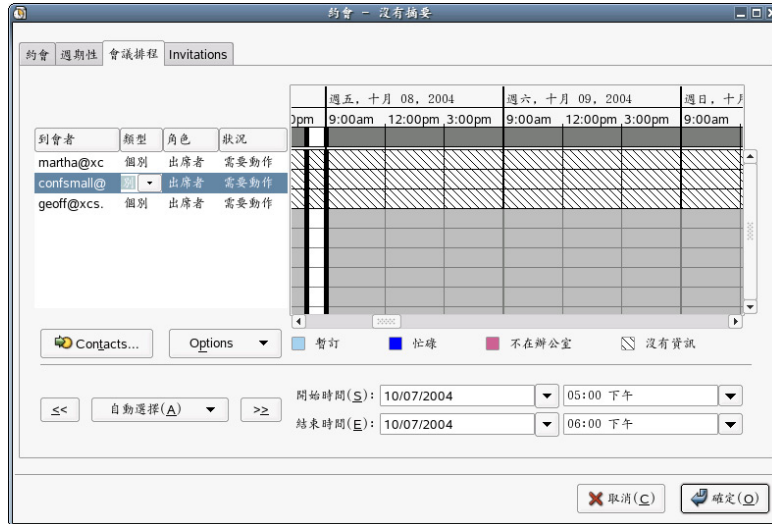 約會 - 沒有摘要
約會 週期性 會議排程 Invitations
週五, 十月 08, 2004 週六, 十月 09, 2004 週日, 十月
0pm 9:00am 12:00pm 3:00pm 9:00am 12:00pm 3:00pm 9:00am
到會者 類型 角色 狀況
martha@xc 個別 出席者 需要動作
confsmall@ 別 出席者 需要動作
geoff@xcs. 個別 出席者 需要動作
Contacts... Options
暫訂 忙碌 不在辦公室 沒有資訊
<< 自動選擇(A) >>
開始時間(S): 10/07/2004 05:00 下午
結束時間(E): 10/07/2004 06:00 下午
取消(C) 確定(O)